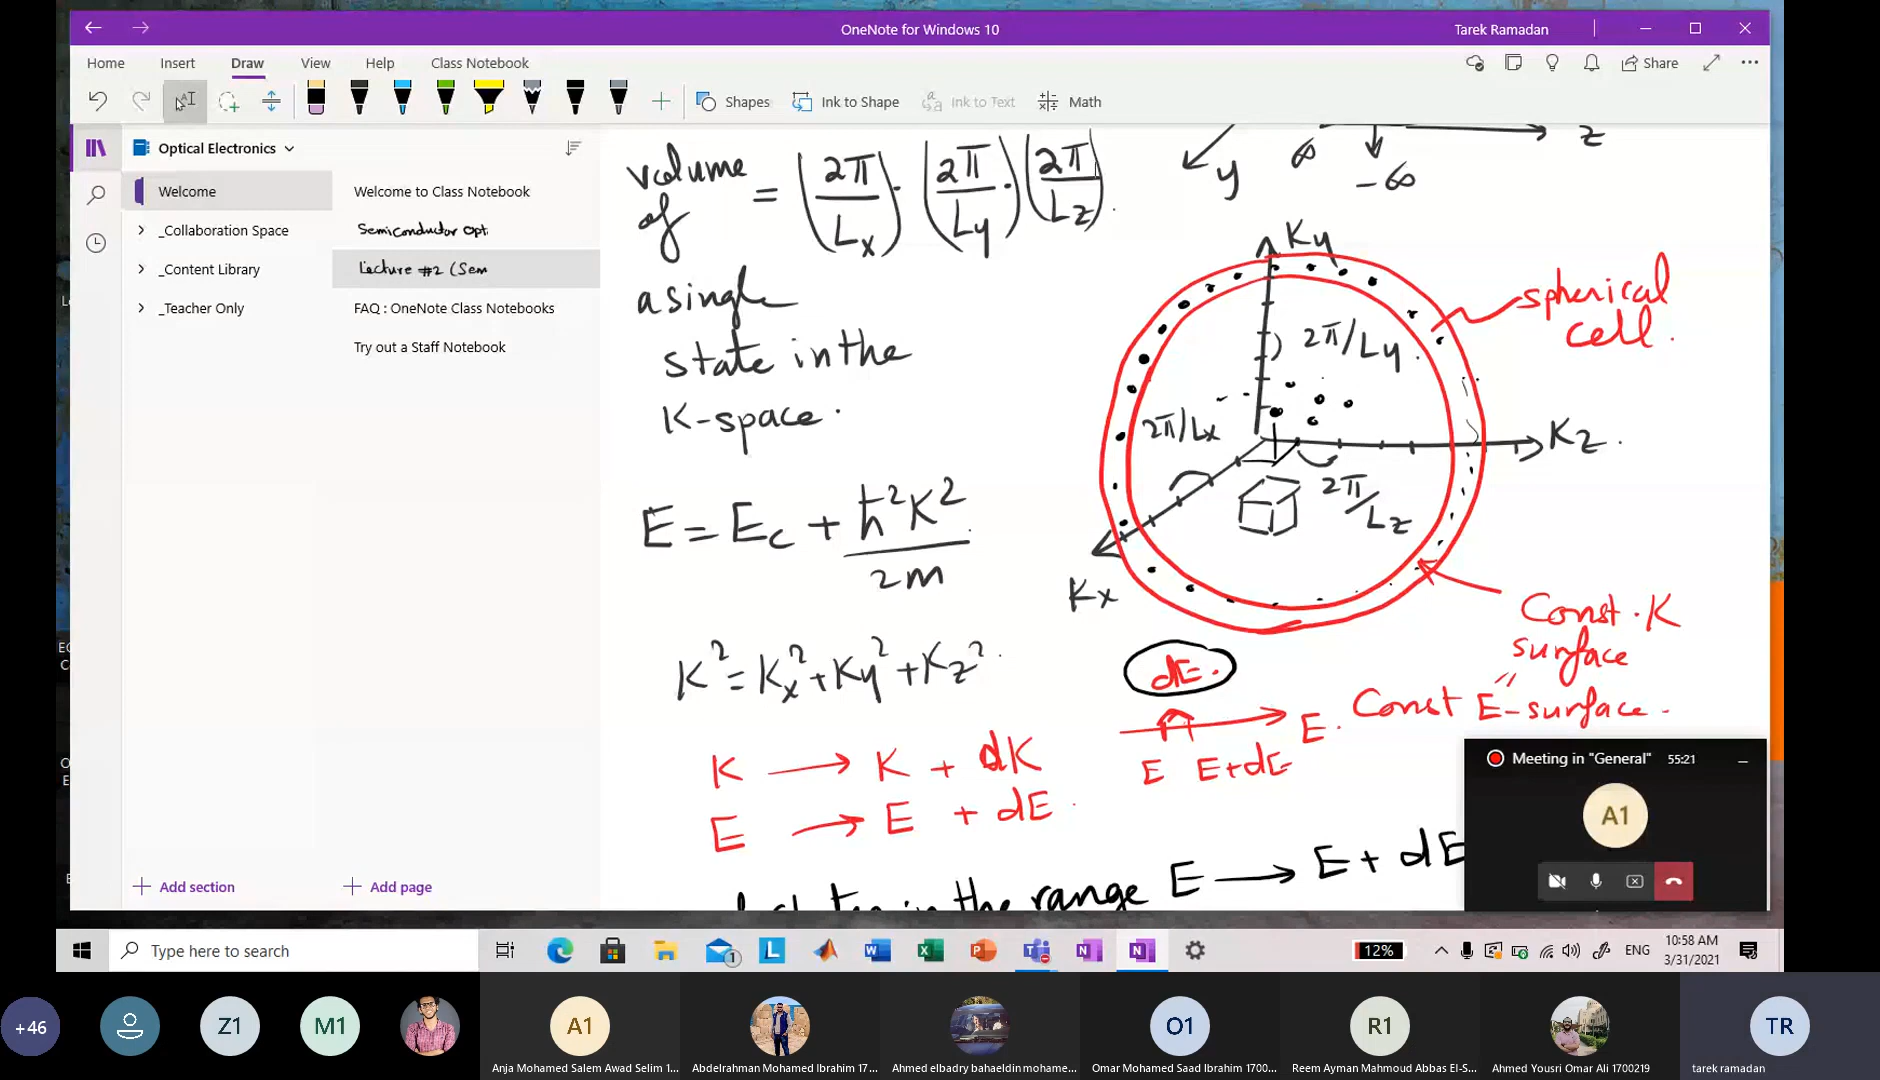 OneNote for Windows 10
Tarek Ramadan
Home Insert Draw View Help Class Notebook
Share
Shapes Ink to Shape Ink to Text Math
Optical Electronics
Welcome
_Collaboration Space
_Content Library
_Teacher Only
Welcome to Class Notebook
Semiconductor Opti
Lecture #2 (Sem
FAQ : OneNote Class Notebooks
Try out a Staff Notebook
Add section
Add page
volume of = (2π/Lx) · (2π/Ly) · (2π/Lz) .
a single
state in the
K-space .
E = Ec + ħ²K²/2m
K² = Kx² + Ky² + Kz² .
K → K + dK
E → E + dE .
z
y
∞
-∞
Ky
spherical
cell .
2π/Ly
2π/Lx
Kz .
2π/Lz
Kx
Const . K
surface
dE .
E .
Const E - surface .
E E+dE
in the range E → E + dE
Meeting in "General" 55:21
A1
Type here to search
1
12%
ENG
10:58 AM
3/31/2021
+46
Z1
M1
A1
O1
R1
TR
Anja Mohamed Salem Awad Selim 1...
Abdelrahman Mohamed Ibrahim 17...
Ahmed elbadry bahaeldin mohame...
Omar Mohamed Saad Ibrahim 1700...
Reem Ayman Mahmoud Abbas El-S...
Ahmed Yousri Omar Ali 1700219
tarek ramadan